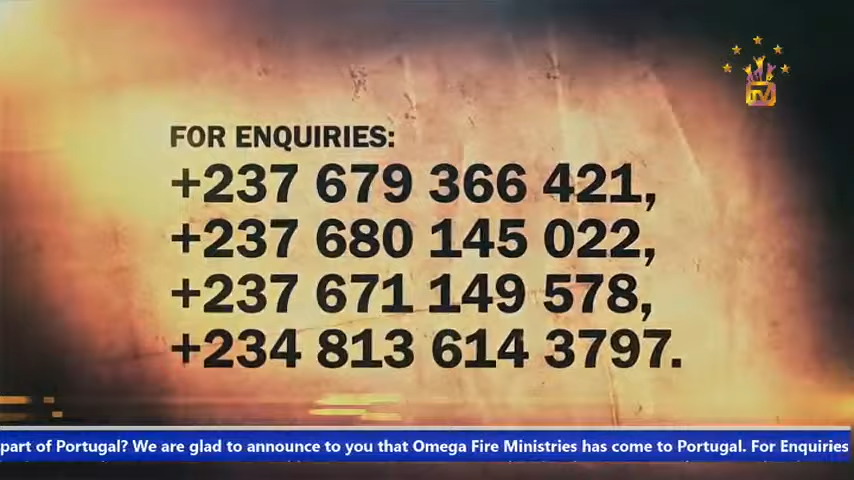 TV
FOR ENQUIRIES:
+237 679 366 421,
+237 680 145 022,
+237 671 149 578,
+234 813 614 3797.
part of Portugal? We are glad to announce to you that Omega Fire Ministries has come to Portugal. For Enquiries